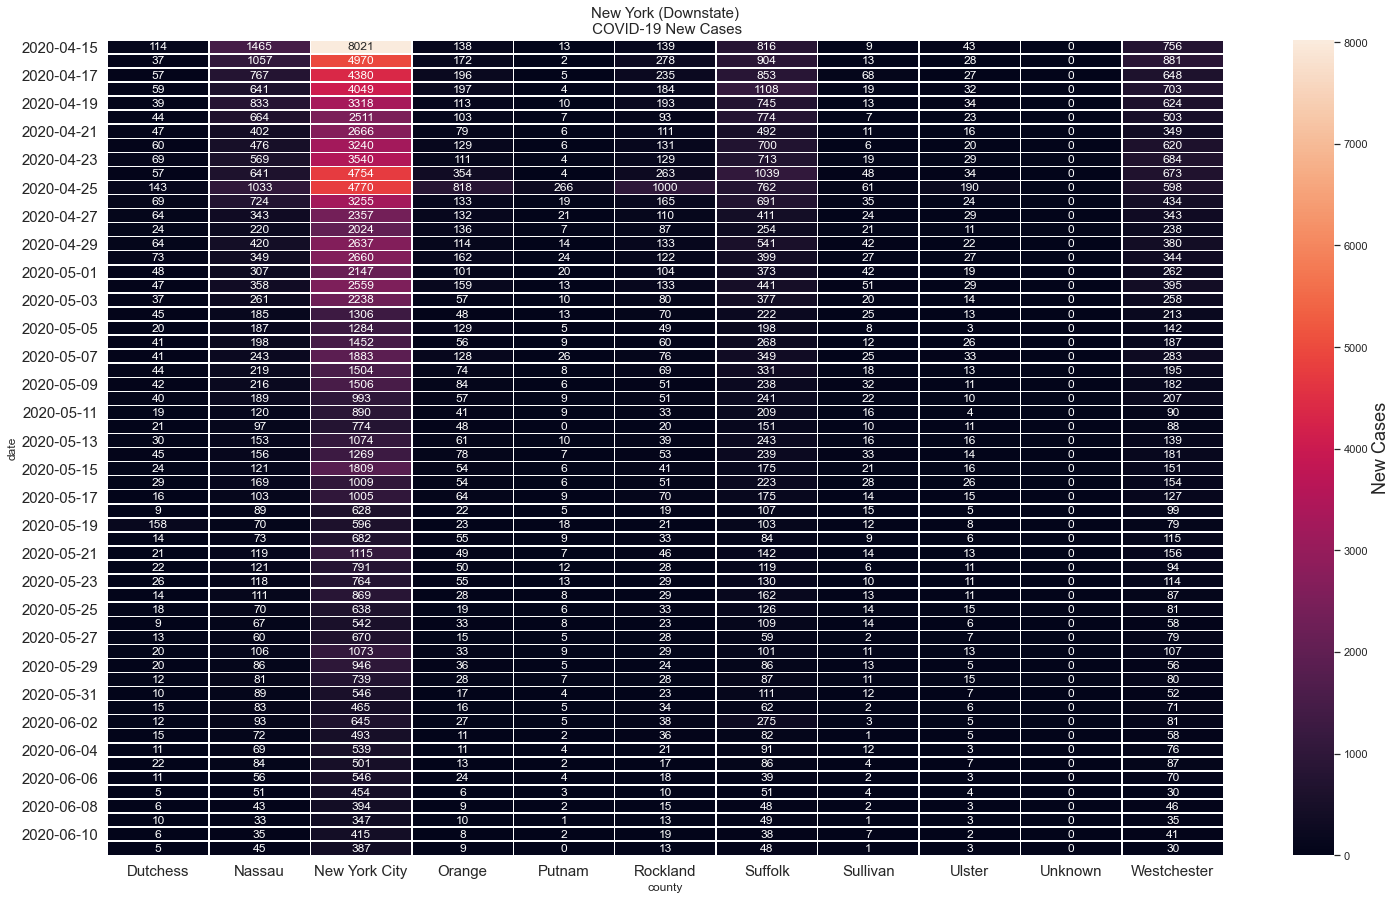 New York (Downstate)
COVID-19 New Cases
2020-04-15 114 1465 8021 138 13 139 816 9 43 0 756
37 1057 4970 172 2 278 904 13 28 0 881
2020-04-17 57 767 4380 196 5 235 853 68 27 0 648
59 641 4049 197 4 184 1108 19 32 0 703
2020-04-19 39 833 3318 113 10 193 745 13 34 0 624
44 664 2511 103 7 93 774 7 23 0 503
2020-04-21 47 402 2666 79 6 111 492 11 16 0 349
60 476 3240 129 6 131 700 6 20 0 620
2020-04-23 69 569 3540 111 4 129 713 19 29 0 684
57 641 4754 354 4 263 1039 48 34 0 673
2020-04-25 143 1033 4770 818 266 1000 762 61 190 0 598
69 724 3255 133 19 165 691 35 24 0 434
2020-04-27 64 343 2357 132 21 110 411 24 29 0 343
24 220 2024 136 7 87 254 21 11 0 238
2020-04-29 64 420 2637 114 14 133 541 42 22 0 380
73 349 2660 162 24 122 399 27 27 0 344
2020-05-01 48 307 2147 101 20 104 373 42 19 0 262
47 358 2559 159 13 133 441 51 29 0 395
2020-05-03 37 261 2238 57 10 80 377 20 14 0 258
45 185 1306 48 13 70 222 25 13 0 213
2020-05-05 20 187 1284 129 5 49 198 8 3 0 142
41 198 1452 56 9 60 268 12 26 0 187
2020-05-07 41 243 1883 128 26 76 349 25 33 0 283
44 219 1504 74 8 69 331 18 13 0 195
2020-05-09 42 216 1506 84 6 51 238 32 11 0 182
40 189 993 57 9 51 241 22 10 0 207
2020-05-11 19 120 890 41 9 33 209 16 4 0 90
21 97 774 48 0 20 151 10 11 0 88
2020-05-13 30 153 1074 61 10 39 243 16 16 0 139
45 156 1269 78 7 53 239 33 14 0 181
2020-05-15 24 121 1809 54 6 41 175 21 16 0 151
29 169 1009 54 6 51 223 28 26 0 154
2020-05-17 16 103 1005 64 9 70 175 14 15 0 127
9 89 628 22 5 19 107 15 5 0 99
2020-05-19 158 70 596 23 18 21 103 12 8 0 79
14 73 682 55 9 33 84 9 6 0 115
2020-05-21 21 119 1115 49 7 46 142 14 13 0 156
22 121 791 50 12 28 119 6 11 0 94
2020-05-23 26 118 764 55 13 29 130 10 11 0 114
14 111 869 28 8 29 162 13 11 0 87
2020-05-25 18 70 638 19 6 33 126 14 15 0 81
9 67 542 33 8 23 109 14 6 0 58
2020-05-27 13 60 670 15 5 28 59 2 7 0 79
20 106 1073 33 9 29 101 11 13 0 107
2020-05-29 20 86 946 36 5 24 86 13 5 0 56
12 81 739 28 7 28 87 11 15 0 80
2020-05-31 10 89 546 17 4 23 111 12 7 0 52
15 83 465 16 5 34 62 2 6 0 71
2020-06-02 12 93 645 27 5 38 275 3 5 0 81
15 72 493 11 2 36 82 1 5 0 58
2020-06-04 11 69 539 11 4 21 91 12 3 0 76
22 84 501 13 2 17 86 4 7 0 87
2020-06-06 11 56 546 24 4 18 39 2 3 0 70
5 51 454 6 3 10 51 4 4 0 30
2020-06-08 6 43 394 9 2 15 48 2 3 0 46
10 33 347 10 1 13 49 1 3 0 35
2020-06-10 6 35 415 8 2 19 38 7 2 0 41
5 45 387 9 0 13 48 1 3 0 30
date
Dutchess Nassau New York City Orange Putnam Rockland Suffolk Sullivan Ulster Unknown Westchester
county
8000
7000
6000
5000
4000
3000
2000
1000
0
New Cases